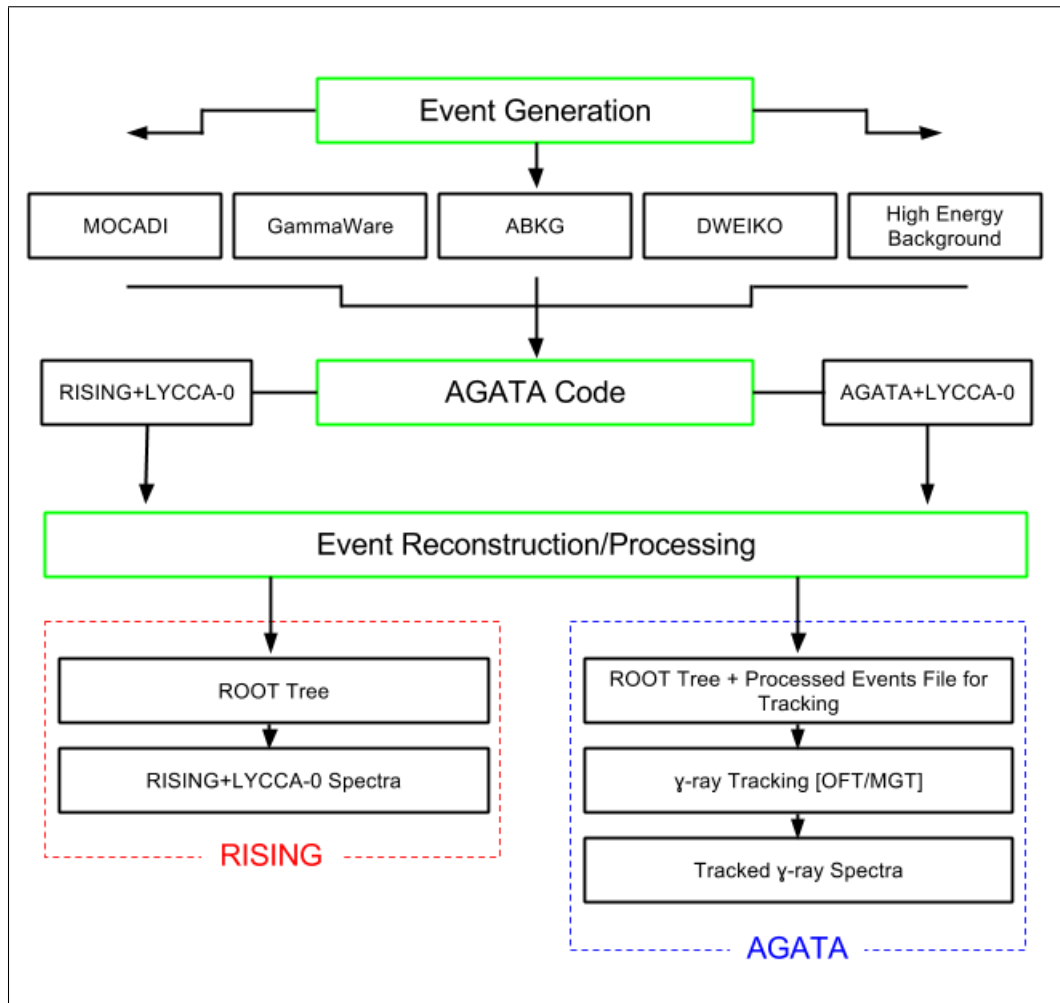 Event Generation
MOCADI
GammaWare
ABKG
DWEIKO
High Energy
Background
RISING+LYCCA-0
AGATA Code
AGATA+LYCCA-0
Event Reconstruction/Processing
ROOT Tree
RISING+LYCCA-0 Spectra
RISING
ROOT Tree + Processed Events File for
Tracking
ɣ-ray Tracking [OFT/MGT]
Tracked ɣ-ray Spectra
AGATA